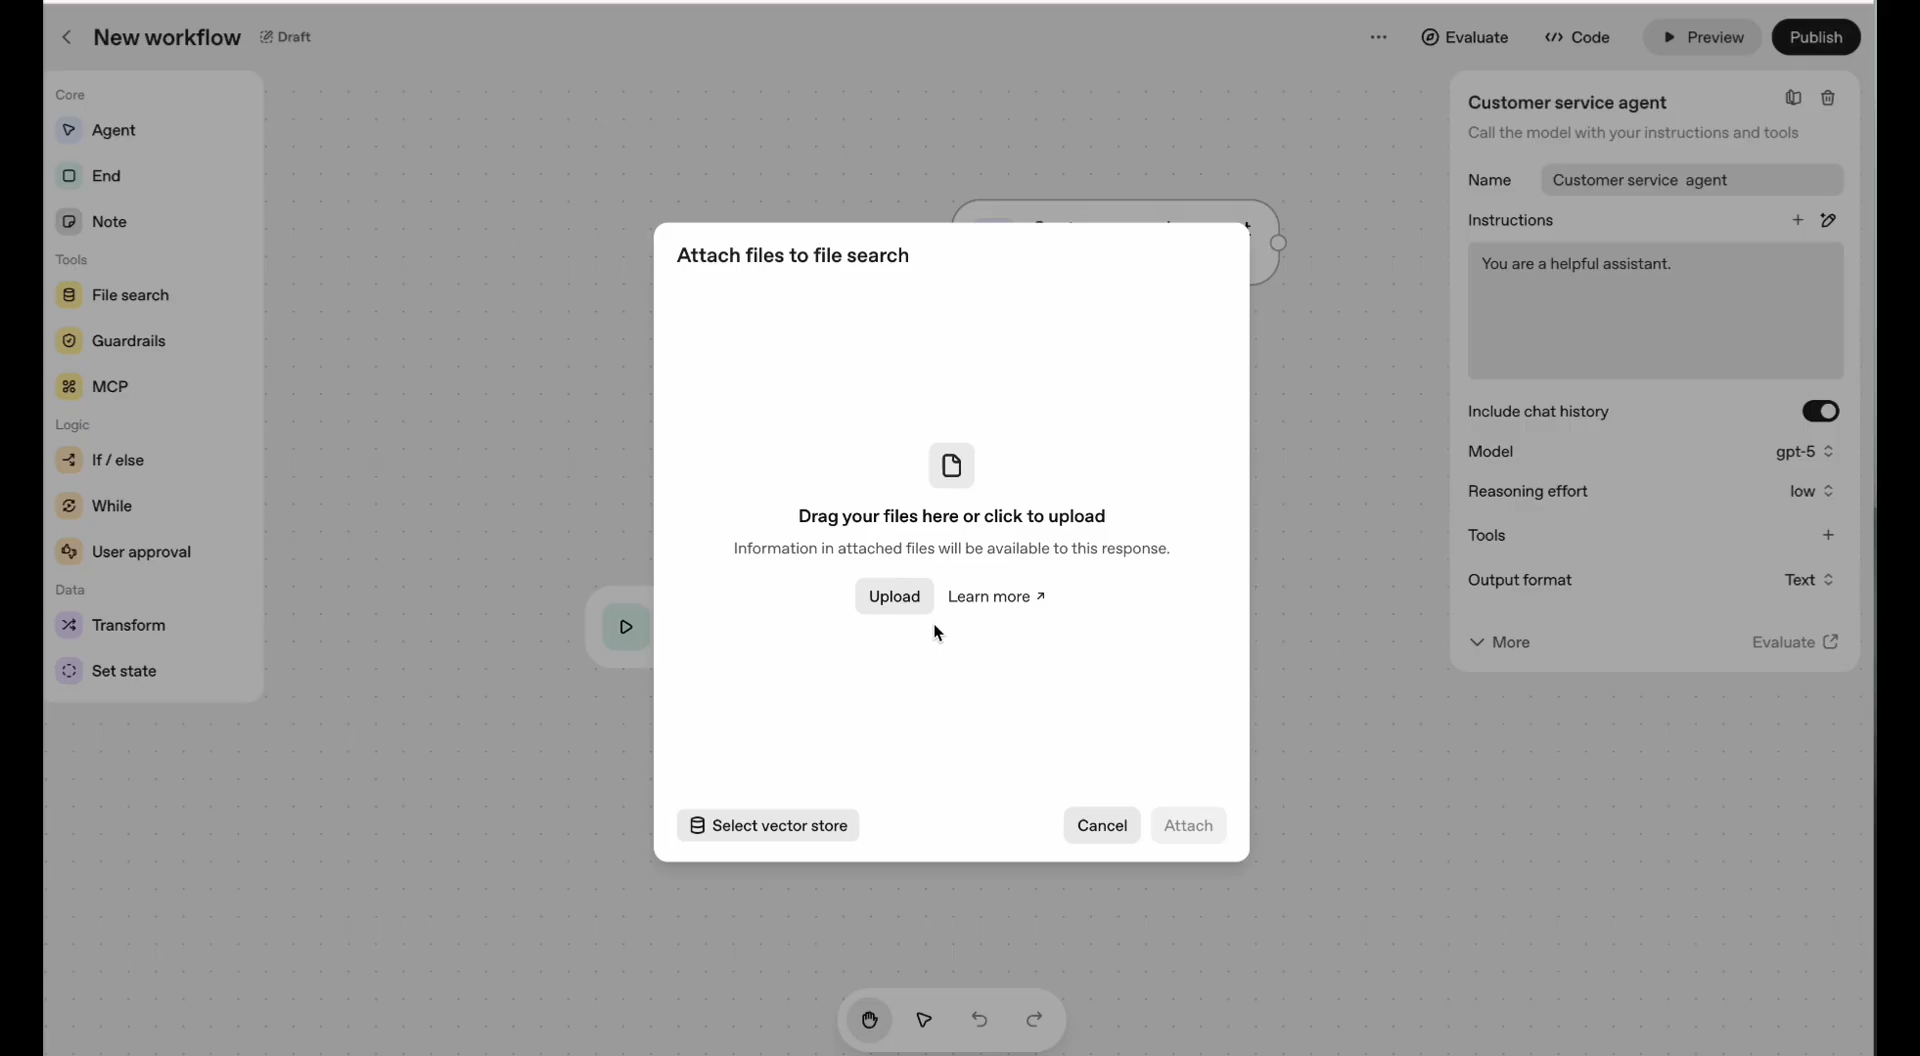 New workflow
Draft
Evaluate
Code
Preview
Publish
Core
Agent
End
Note
Tools
File search
Guardrails
MCP
Logic
If / else
While
User approval
Data
Transform
Set state
Attach files to file search
Drag your files here or click to upload
Information in attached files will be available to this response.
Upload
Learn more ↗
Select vector store
Cancel
Attach
Customer service agent
Call the model with your instructions and tools
Name
Customer service  agent
Instructions
You are a helpful assistant.
Include chat history
Model
gpt-5
Reasoning effort
low
Tools
Output format
Text
More
Evaluate